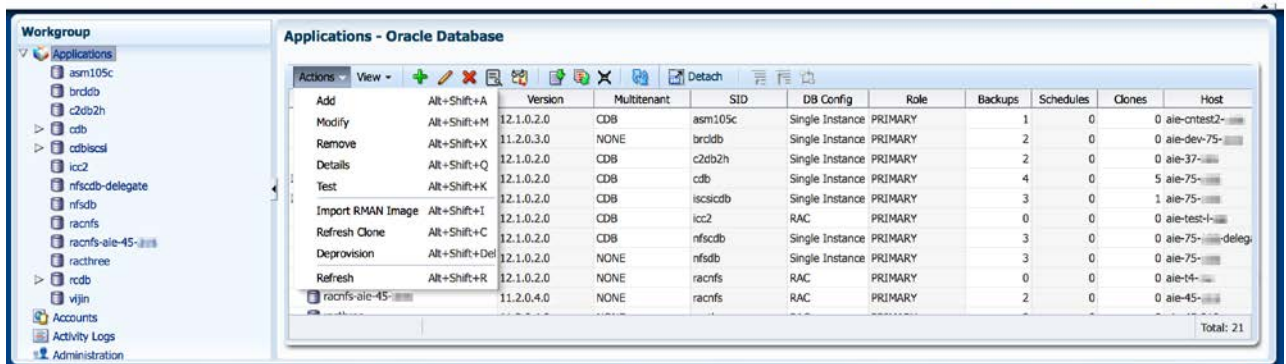 Workgroup
Applications
asm105c
brcldb
c2db2h
cdb
cdbiscsi
icc2
nfscdb-delegate
nfsdb
racnfs
racnfs-aie-45-
racthree
rcdb
vijin
Accounts
Activity Logs
Administration
Applications - Oracle Database
Actions View Detach
Version Multitenant SID DB Config Role Backups Schedules Clones Host
Add Alt+Shift+A
Modify Alt+Shift+M
Remove Alt+Shift+X
Details Alt+Shift+Q
Test Alt+Shift+K
Import RMAN Image Alt+Shift+I
Refresh Clone Alt+Shift+C
Deprovision Alt+Shift+Del
Refresh Alt+Shift+R
12.1.0.2.0 CDB asm105c Single Instance PRIMARY 1 0 0 aie-cntest2-
11.2.0.3.0 NONE brcldb Single Instance PRIMARY 2 0 0 aie-dev-75-
12.1.0.2.0 CDB c2db2h Single Instance PRIMARY 2 0 0 aie-37-
12.1.0.2.0 CDB cdb Single Instance PRIMARY 4 0 5 aie-75-
12.1.0.2.0 CDB iscsicdb Single Instance PRIMARY 3 0 1 aie-75-
12.1.0.2.0 CDB icc2 RAC PRIMARY 0 0 0 aie-test-l-
12.1.0.2.0 CDB nfscdb Single Instance PRIMARY 3 0 0 aie-75- -deleg
12.1.0.2.0 NONE nfsdb Single Instance PRIMARY 3 0 0 aie-75-
12.1.0.2.0 NONE racnfs RAC PRIMARY 0 0 0 aie-t4-
racnfs-aie-45- 11.2.0.4.0 NONE racnfs RAC PRIMARY 2 0 0 aie-45-
Total: 21